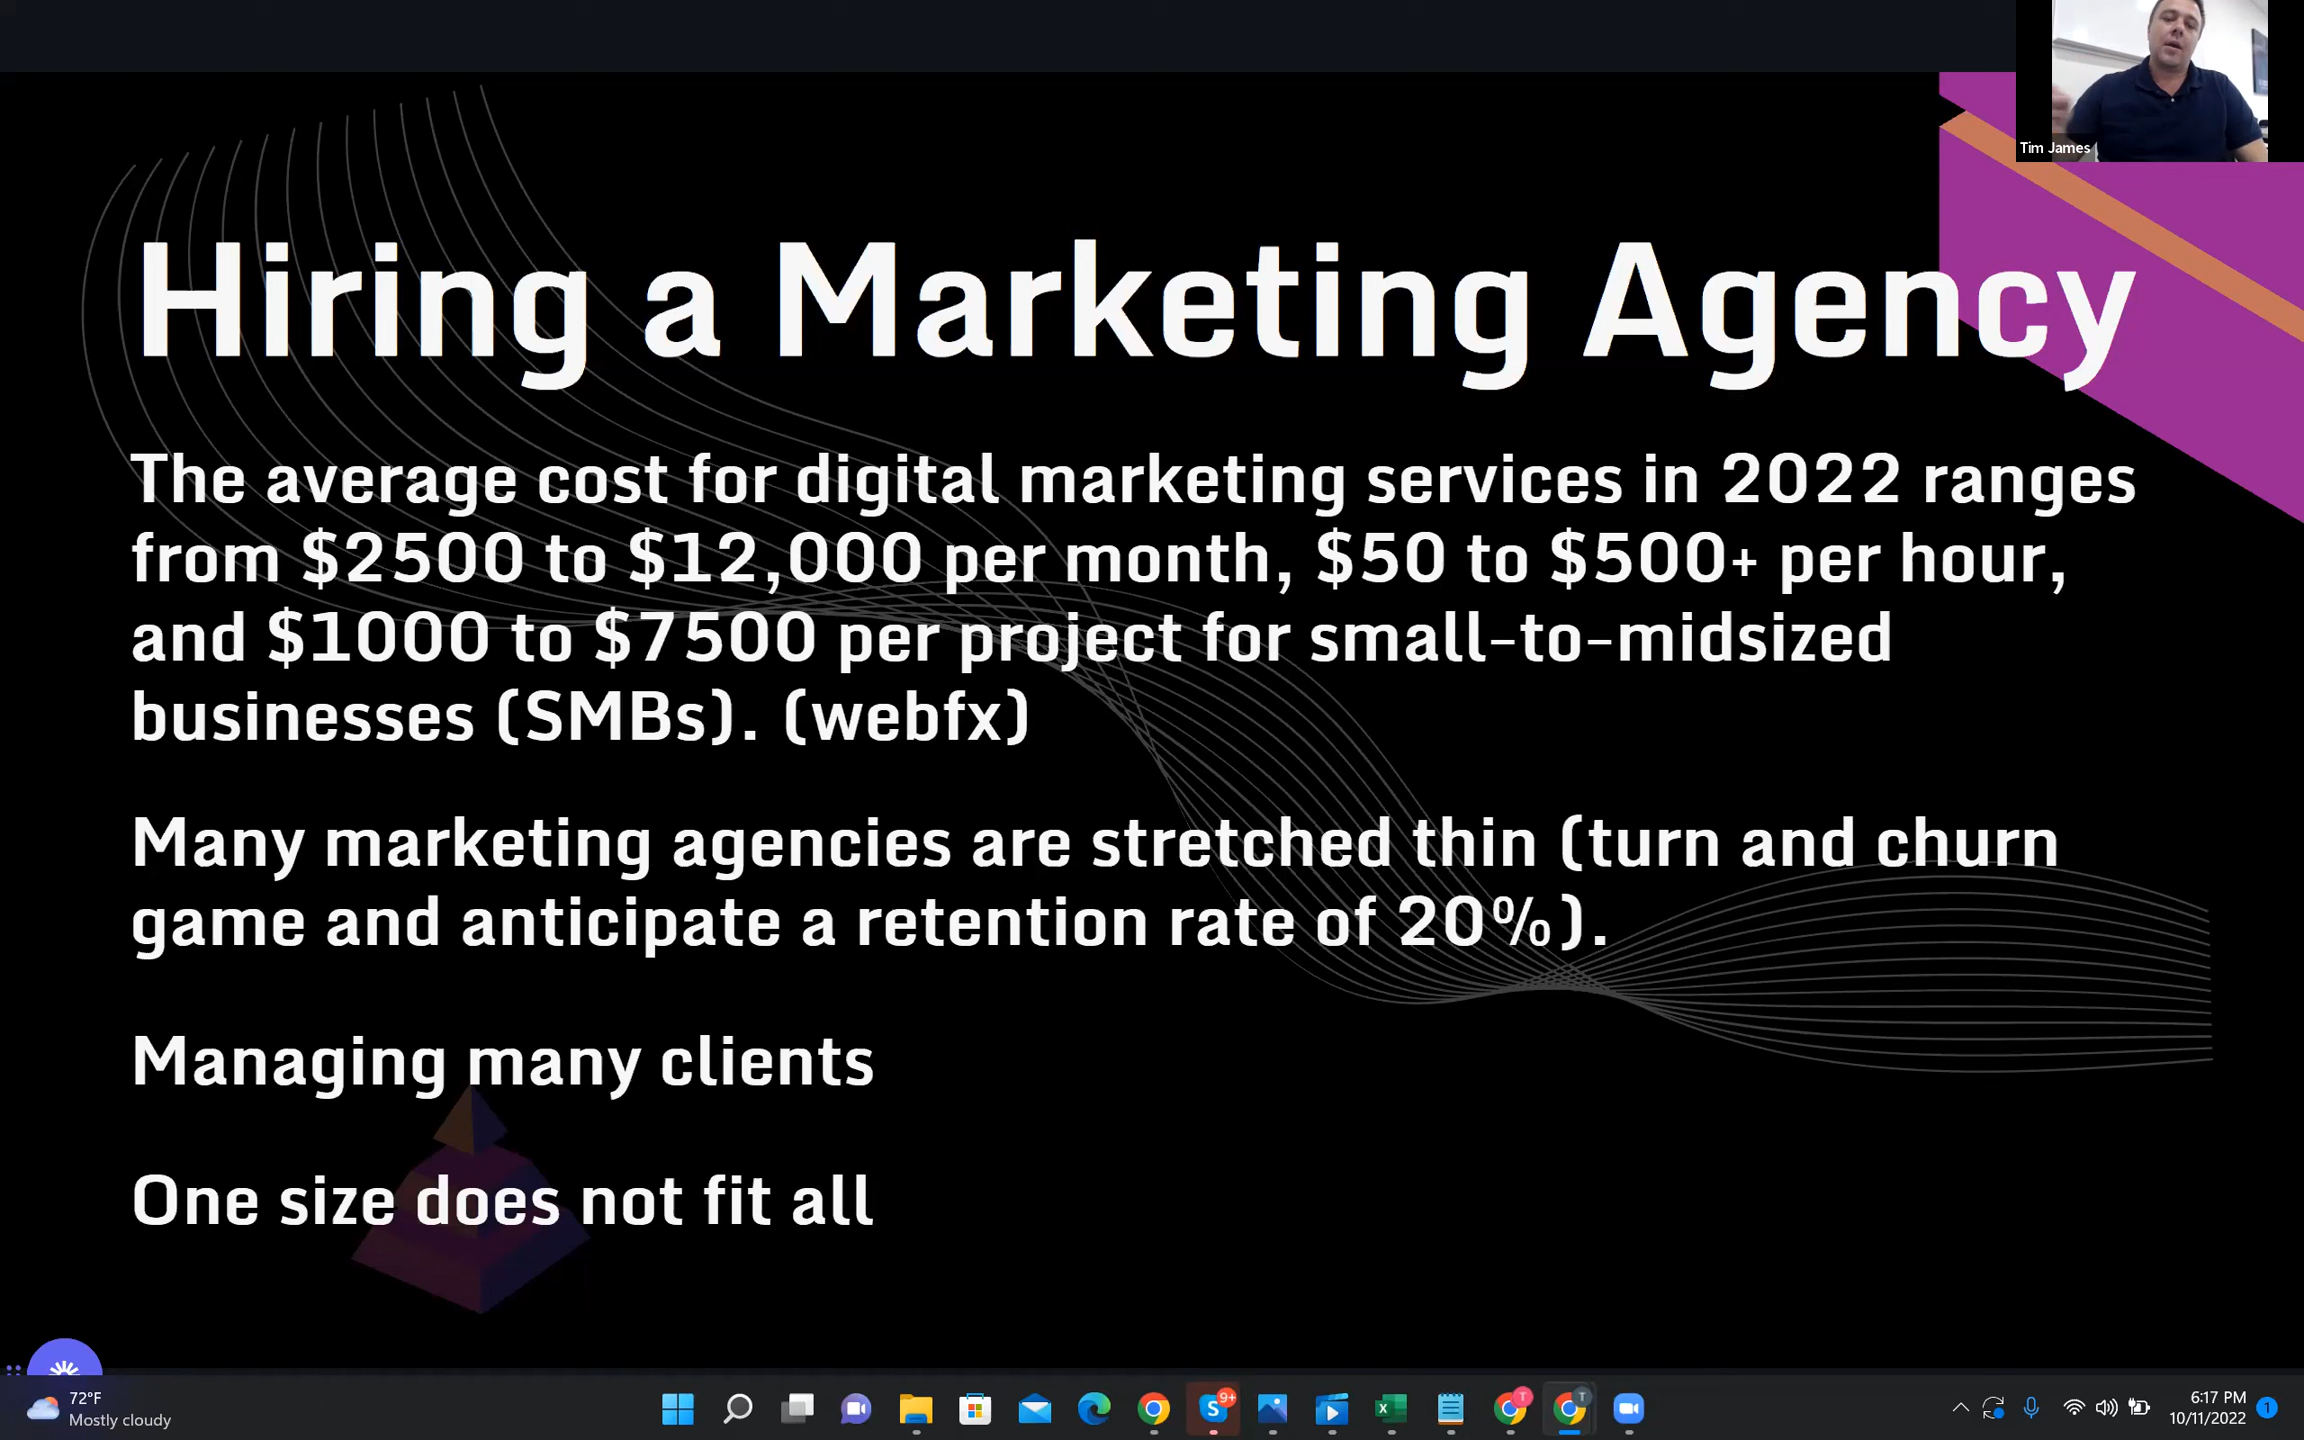 Tim James
Hiring a Marketing Agency
The average cost for digital marketing services in 2022 ranges
from $2500 to $12,000 per month, $50 to $500+ per hour,
and $1000 to $7500 per project for small-to-midsized
businesses (SMBs). (webfx)
Many marketing agencies are stretched thin (turn and churn
game and anticipate a retention rate of 20%).
Managing many clients
One size does not fit all
72°F
Mostly cloudy
9+
T
T
6:17 PM
10/11/2022
1